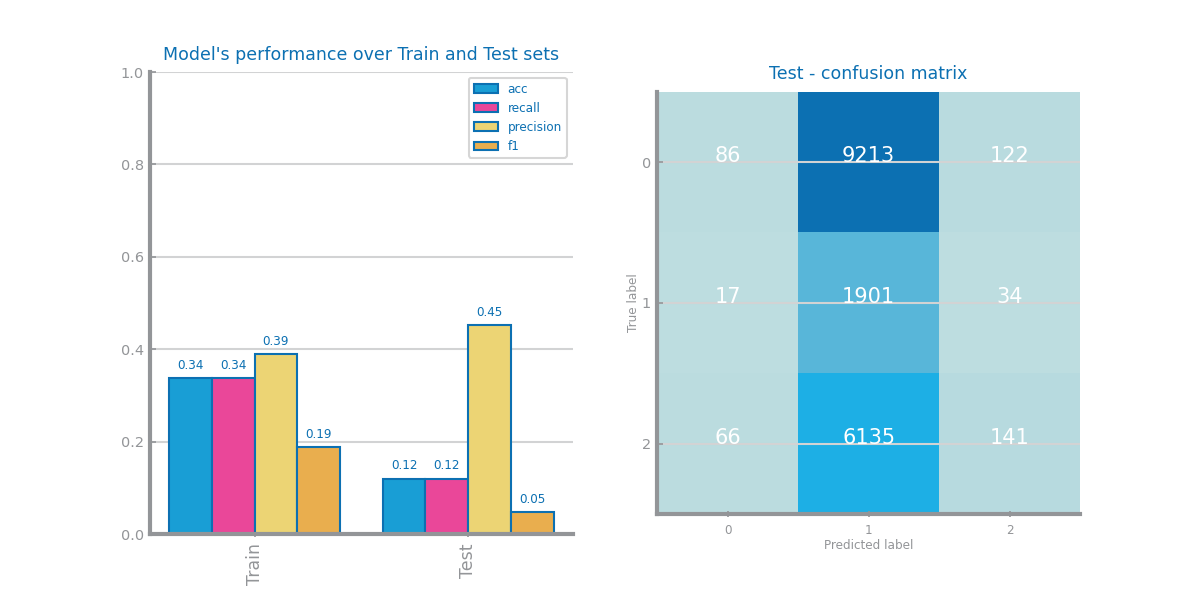 Model's performance over Train and Test sets
1.0
0.8
0.6
0.4
0.2
0.0
acc
recall
precision
f1
0.34
0.34
0.39
0.19
0.12
0.12
0.45
0.05
Train
Test
Test - confusion matrix
True label
0
86
9213
122
1
17
1901
34
2
66
6135
141
0
1
2
Predicted label